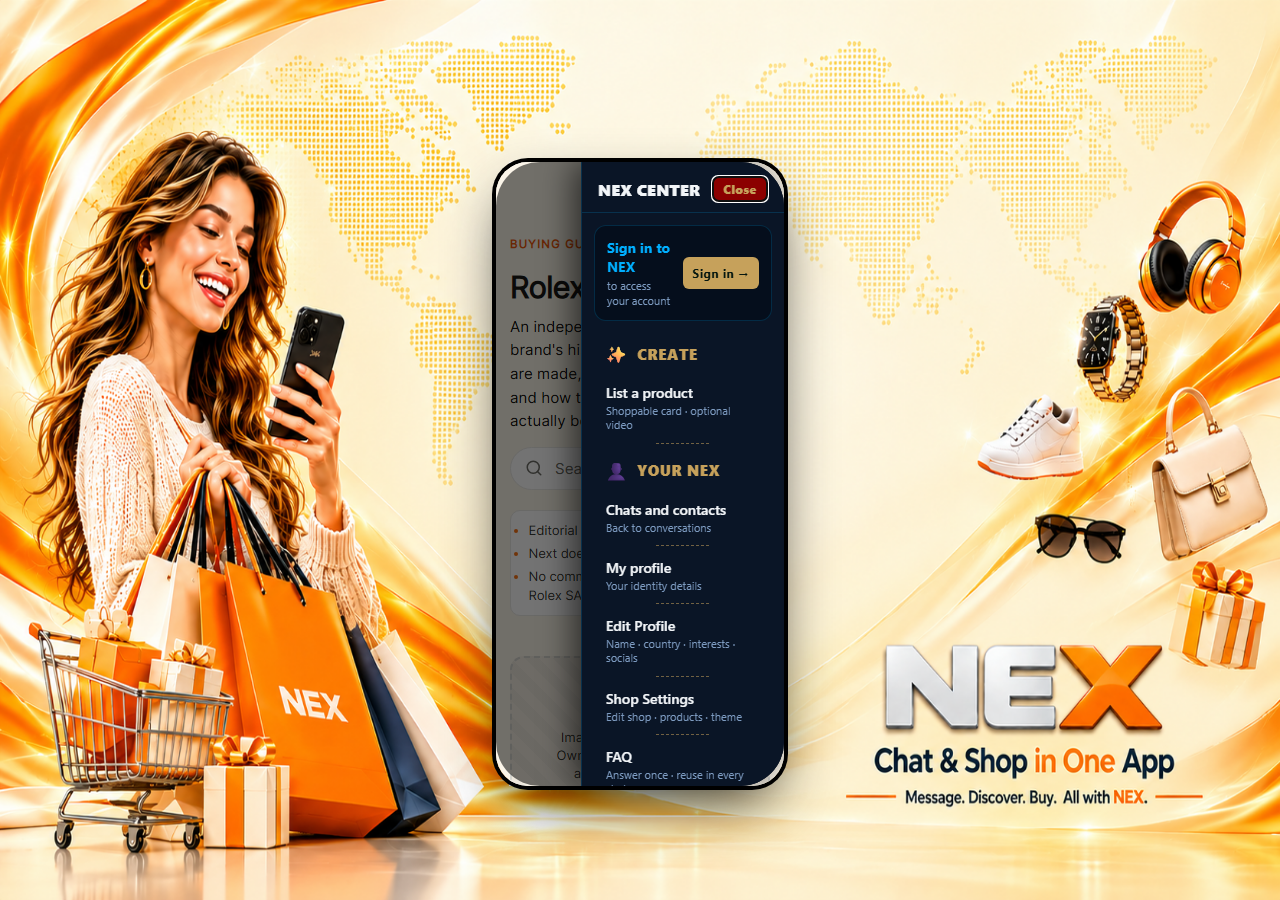 NEX CENTER
Close
Sign in to
NEX
to access
your account
Sign in →
✨ CREATE
List a product
Shoppable card · optional
video
👤 YOUR NEX
Chats and contacts
Back to conversations
My profile
Your identity details
Edit Profile
Name · country · interests ·
socials
Shop Settings
Edit shop · products · theme
FAQ
Answer once · reuse in every
BUYING GU
Rolex
An indepe
brand's hi
are made,
and how t
actually b
Sea
Editorial
Next doe
No comm
Rolex SA
Ima
Own
a
NEX
NEX
Chat & Shop in One App
Message. Discover. Buy. All with NEX.